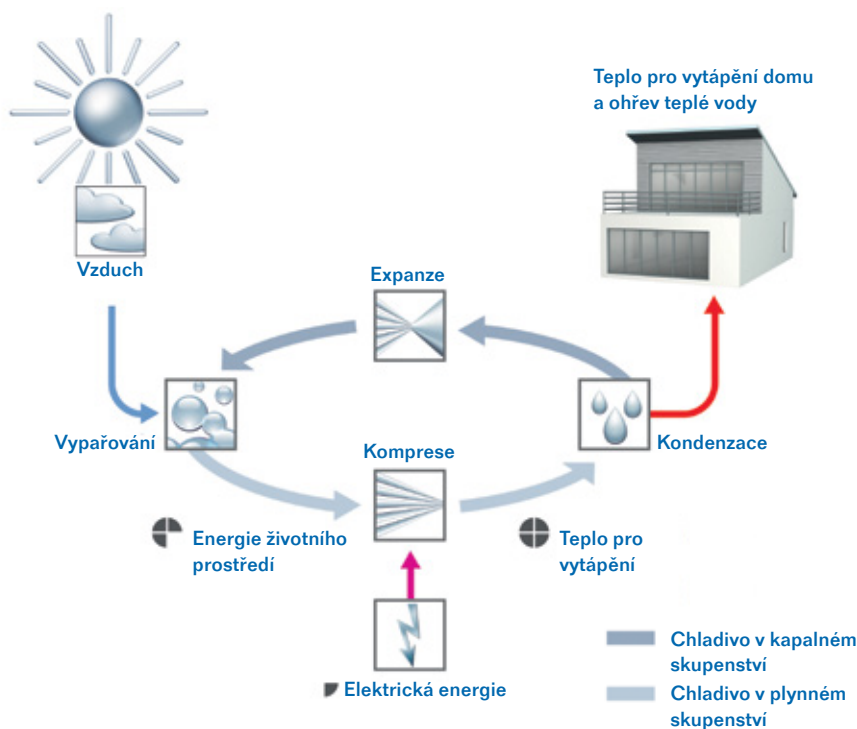 Teplo pro vytápění domu
a ohřev teplé vody
Vzduch
Expanze
Vypařování
Komprese
Kondenzace
Energie životního
prostředí
Teplo pro
vytápění
Elektrická energie
Chladivo v kapalném
skupenství
Chladivo v plynném
skupenství